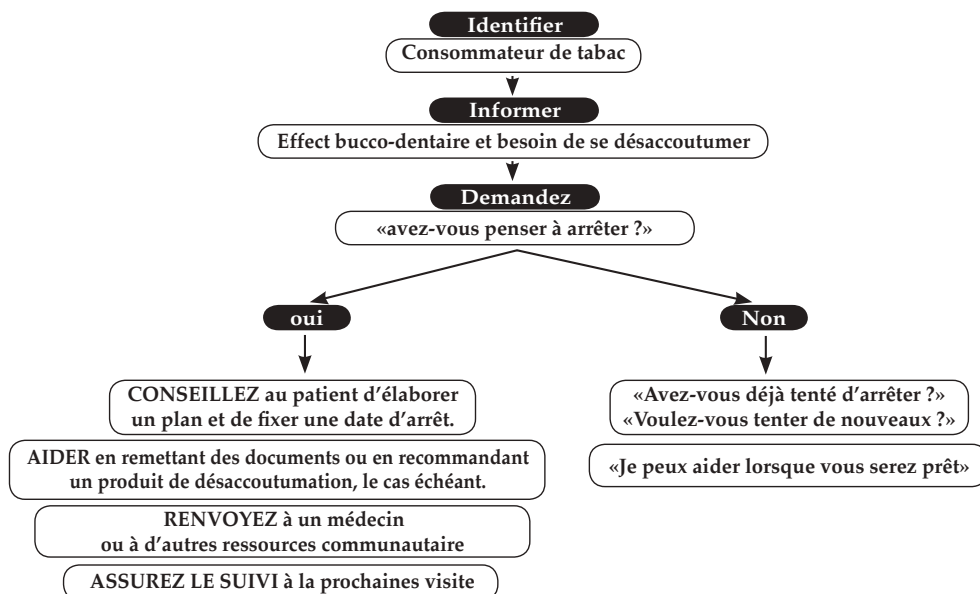 Identifier
Consommateur de tabac
Informer
Effect bucco-dentaire et besoin de se désaccoutumer
Demandez
«avez-vous penser à arrêter ?»
oui
CONSEILLEZ au patient d'élaborer
un plan et de fixer une date d'arrêt.
AIDER en remettant des documents ou en recommandant
un produit de désaccoutumation, le cas échéant.
RENVOYEZ à un médecin
ou à d'autres ressources communautaire
ASSUREZ LE SUIVI à la prochaines visite
Non
«Avez-vous déjà tenté d'arrêter ?»
«Voulez-vous tenter de nouveaux ?»
«Je peux aider lorsque vous serez prêt»